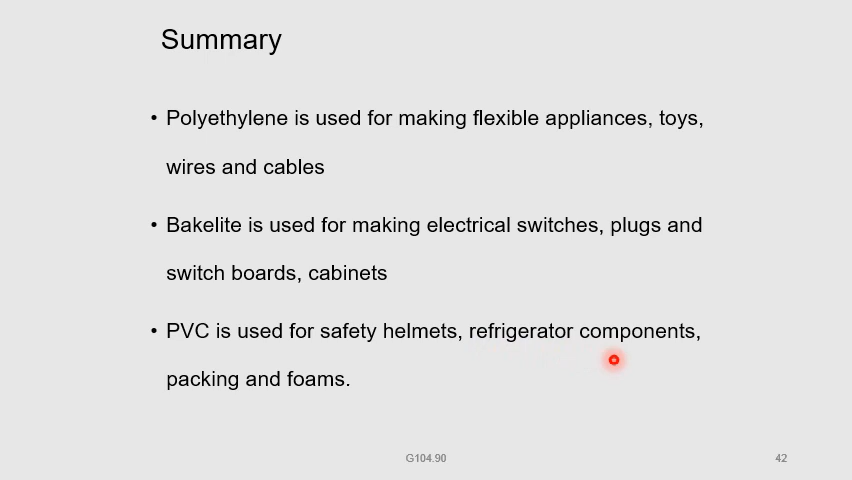 Summary
• Polyethylene is used for making flexible appliances, toys,
wires and cables
• Bakelite is used for making electrical switches, plugs and
switch boards, cabinets
• PVC is used for safety helmets, refrigerator components,
packing and foams.
G104.90
42